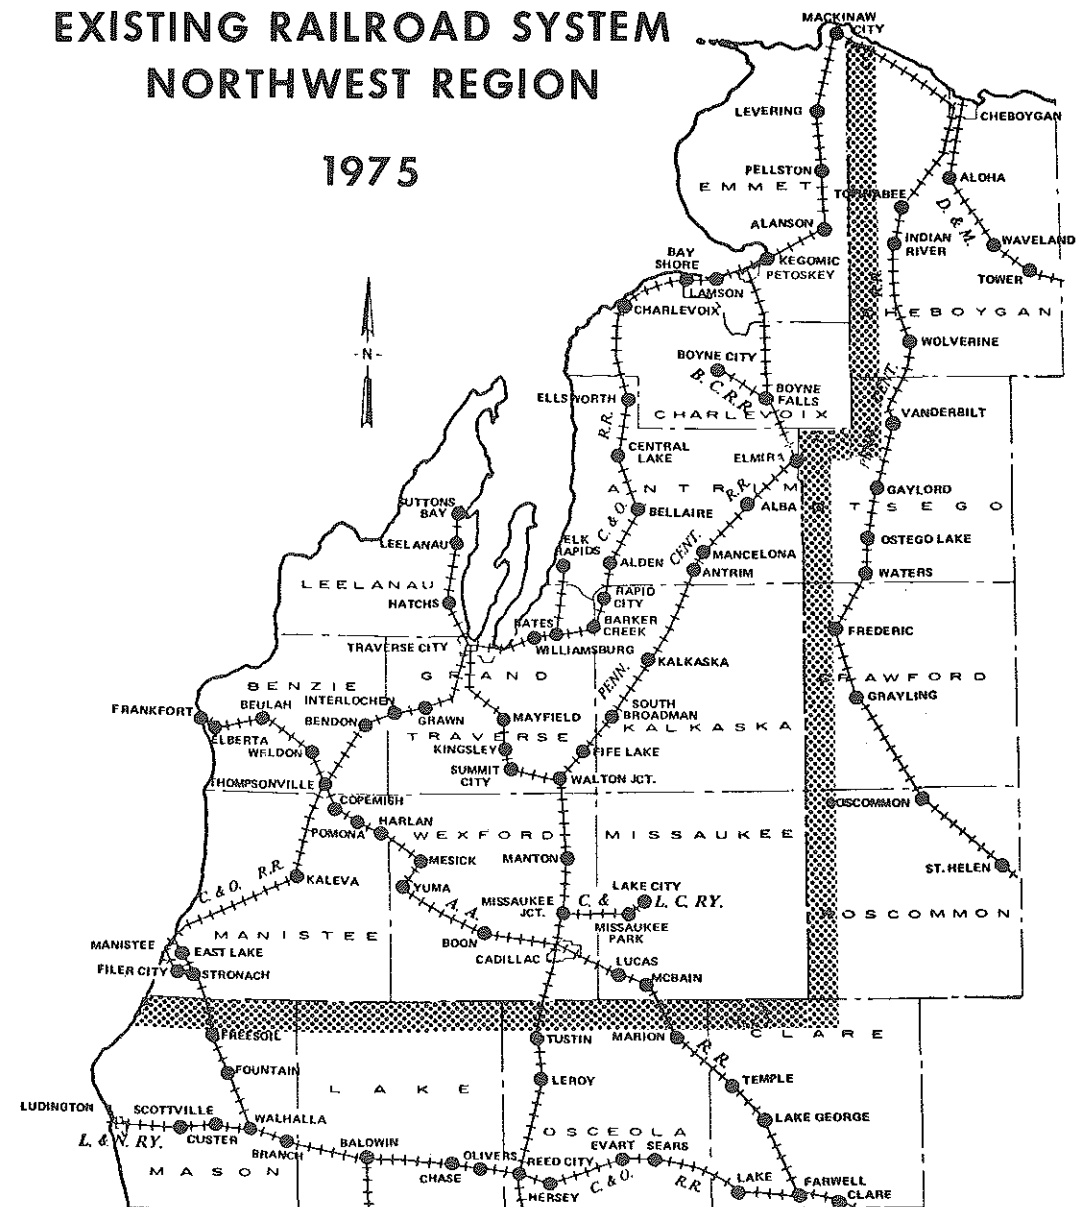 EXISTING RAILROAD SYSTEM
NORTHWEST REGION
1975
MACKINAW
CITY
LEVERING
CHEBOYGAN
PELLSTON
EMMET
ALOHA
D. & M.
ALANSON
INDIAN
RIVER
WAVELAND
BAY
SHORE
KEGOMIC
PETOSKEY
TOWER
LAMSON
R.R.
CHARLEVOIX
HEBOYGAN
-N-
WOLVERINE
BOYNE CITY
B. C. R.R.
BOYNE
FALLS
CENT.
ELLSWORTH
CHARLEVOIX
VANDERBILT
R.R.
CENTRAL
LAKE
ELMIRA
ANTRIM
R.R.
GAYLORD
SUTTONS
BAY
C. & O.
BELLAIRE
ALBA
OTSEGO
LEELANAU
ELK
RAPIDS
CENT.
OSTEGO LAKE
ALDEN
MANCELONA
ANTRIM
WATERS
LEELANAU
HATCHS
RAPID
CITY
BATES
BARKER
CREEK
FREDERIC
TRAVERSE CITY
WILLIAMSBURG
GRAND
PENN.
KALKASKA
CRAWFORD
BENZIE
GRAYLING
FRANKFORT
BEULAH
INTERLOCHEN
SOUTH
BROADMAN
BENDON
GRAWN
MAYFIELD
KALKASKA
ELBERTA
WELDON
TRAVERSE
KINGSLEY
FIFE LAKE
SUMMIT
CITY
WALTON JCT.
THOMPSONVILLE
COPEMISH
ROSCOMMON
HARLAN
POMONA
WEXFORD
MISSAUKEE
MESICK
MANTON
ST. HELEN
C. & O.
R.R.
KALEVA
YUMA
LAKE CITY
A. A.
MISSAUKEE
JCT.
C. &
L. C. RY.
MISSAUKEE
PARK
ROSCOMMON
MANISTEE
MANISTEE
EAST LAKE
BOON
CADILLAC
FILER CITY
STRONACH
LUCAS
MCBAIN
FREESOIL
TUSTIN
MARION
CLARE
R.R.
FOUNTAIN
LEROY
TEMPLE
LAKE
LUDINGTON
SCOTTVILLE
WALHALLA
LAKE GEORGE
L. & N. RY.
CUSTER
OSCEOLA
BRANCH
BALDWIN
EVART
SEARS
MASON
OLIVERS
REED CITY
CHASE
HERSEY
C. & O.
R.R.
LAKE
FARWELL
CLARE